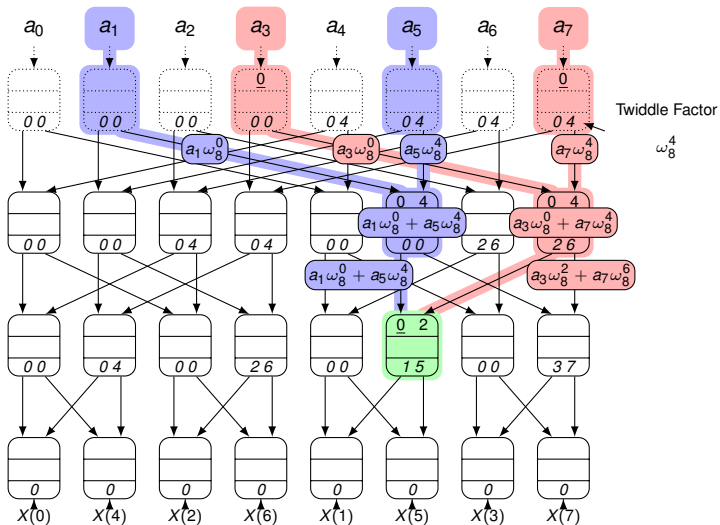 a₀ a₁ a₂ a₃ a₄ a₅ a₆ a₇
0 0
0 0 0 0 0 0 0 0 0 4 0 4 0 4 0 4
Twiddle Factor
ω₈⁴
a₁ω₈⁰ a₃ω₈⁰ a₅ω₈⁴ a₇ω₈⁴
0 4 0 4
a₁ω₈⁰ + a₅ω₈⁴ a₃ω₈⁰ + a₇ω₈⁴
0 0 0 0 0 4 0 4 0 0 0 0 2 6 2 6
a₁ω₈⁰ + a₅ω₈⁴ a₃ω₈² + a₇ω₈⁶
0 2
0 0 0 4 0 0 2 6 0 0 1 5 0 0 3 7
0 0 0 0 0 0 0 0
X(0) X(4) X(2) X(6) X(1) X(5) X(3) X(7)